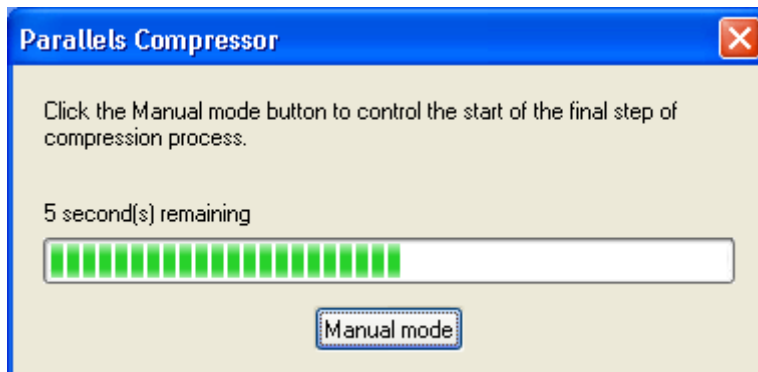 Parallels Compressor
Click the Manual mode button to control the start of the final step of
compression process.
5 second(s) remaining
Manual mode